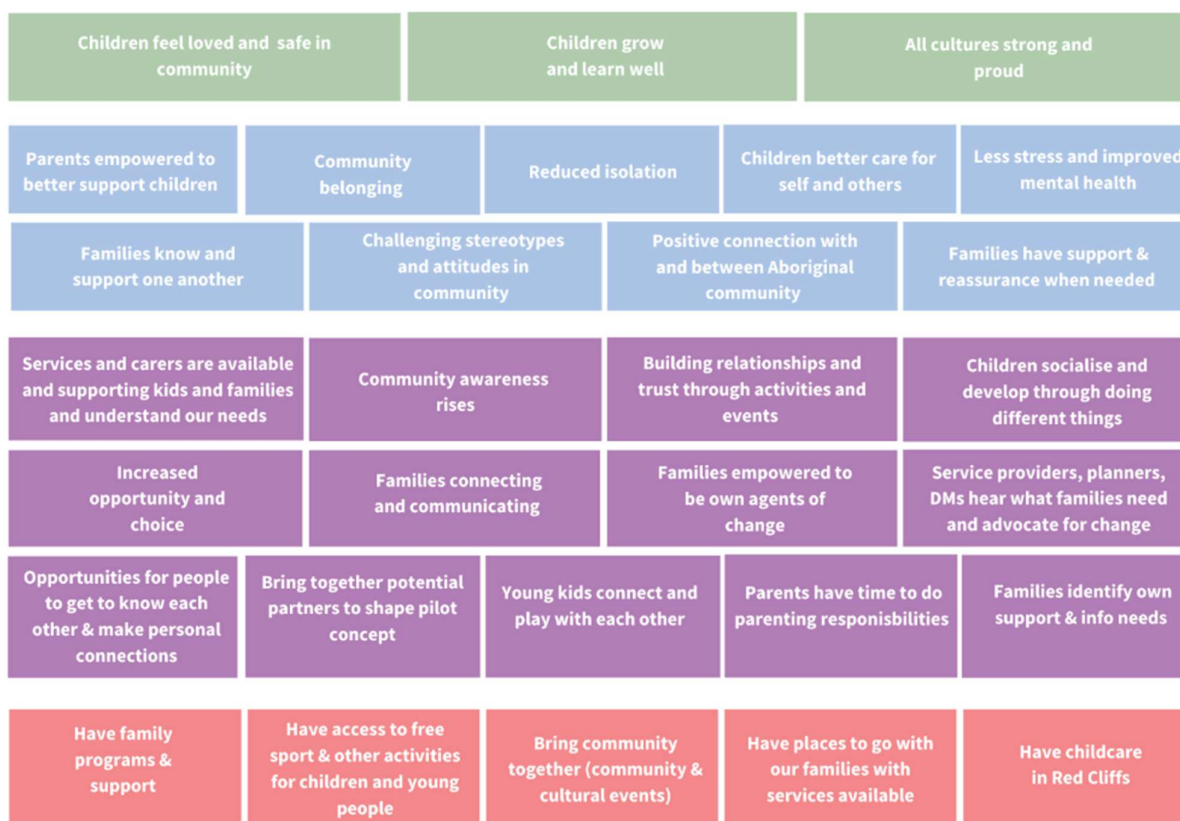 Children feel loved and  safe in
community
Children grow
and learn well
All cultures strong and
proud
Parents empowered to
better support children
Community
belonging
Reduced isolation
Children better care for
self and others
Less stress and improved
mental health
Families know and
support one another
Challenging stereotypes
and attitudes in
community
Positive connection with
and between Aboriginal
community
Families have support &
reassurance when needed
Services and carers are available
and supporting kids and families
and understand our needs
Community awareness
rises
Building relationships and
trust through activities and
events
Children socialise and
develop through doing
different things
Increased
opportunity and
choice
Families connecting
and communicating
Families empowered to
be own agents of
change
Service providers, planners,
DMs hear what families need
and advocate for change
Opportunities for people
to get to know each
other & make personal
connections
Bring together potential
partners to shape pilot
concept
Young kids connect and
play with each other
Parents have time to do
parenting responisbilities
Families identify own
support & info needs
Have family
programs &
support
Have access to free
sport & other activities
for children and young
people
Bring community
together (community &
cultural events)
Have places to go with
our families with
services available
Have childcare
in Red Cliffs